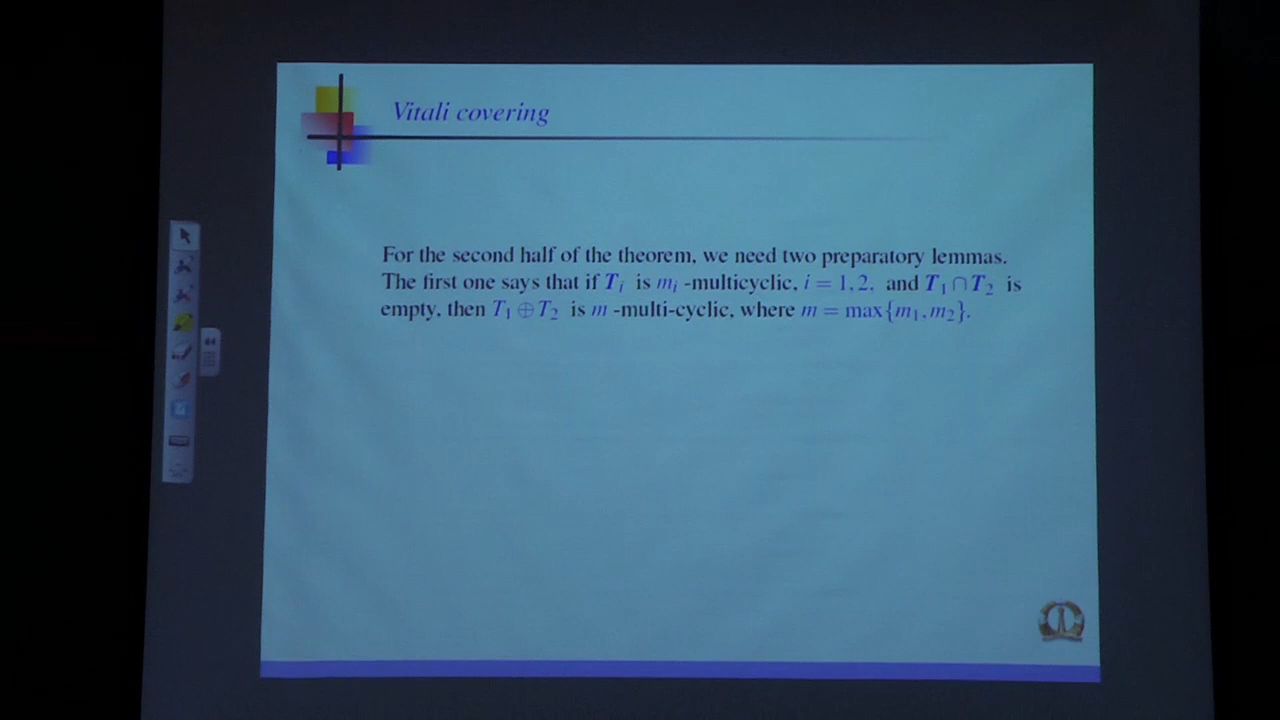 Vitali covering
For the second half of the theorem, we need two preparatory lemmas.
The first one says that if T_i is m_i -multicyclic, i = 1,2, and T_1 ∩ T_2 is
empty, then T_1 ⊕ T_2 is m -multi-cyclic, where m = max{m_1, m_2}.